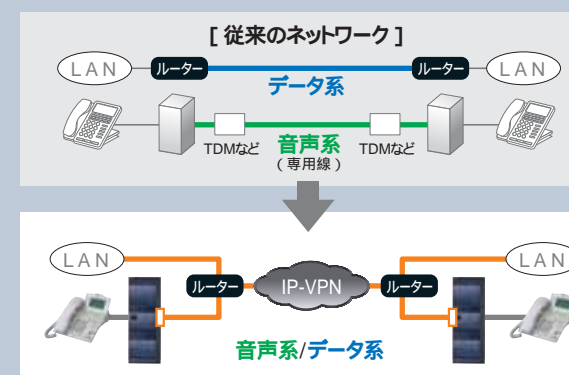 [ 従来のネットワーク ]
LAN ルーター ルーター LAN
データ系
TDMなど 音声系 TDMなど
（専用線）
LAN LAN
ルーター IP-VPN ルーター
音声系/データ系